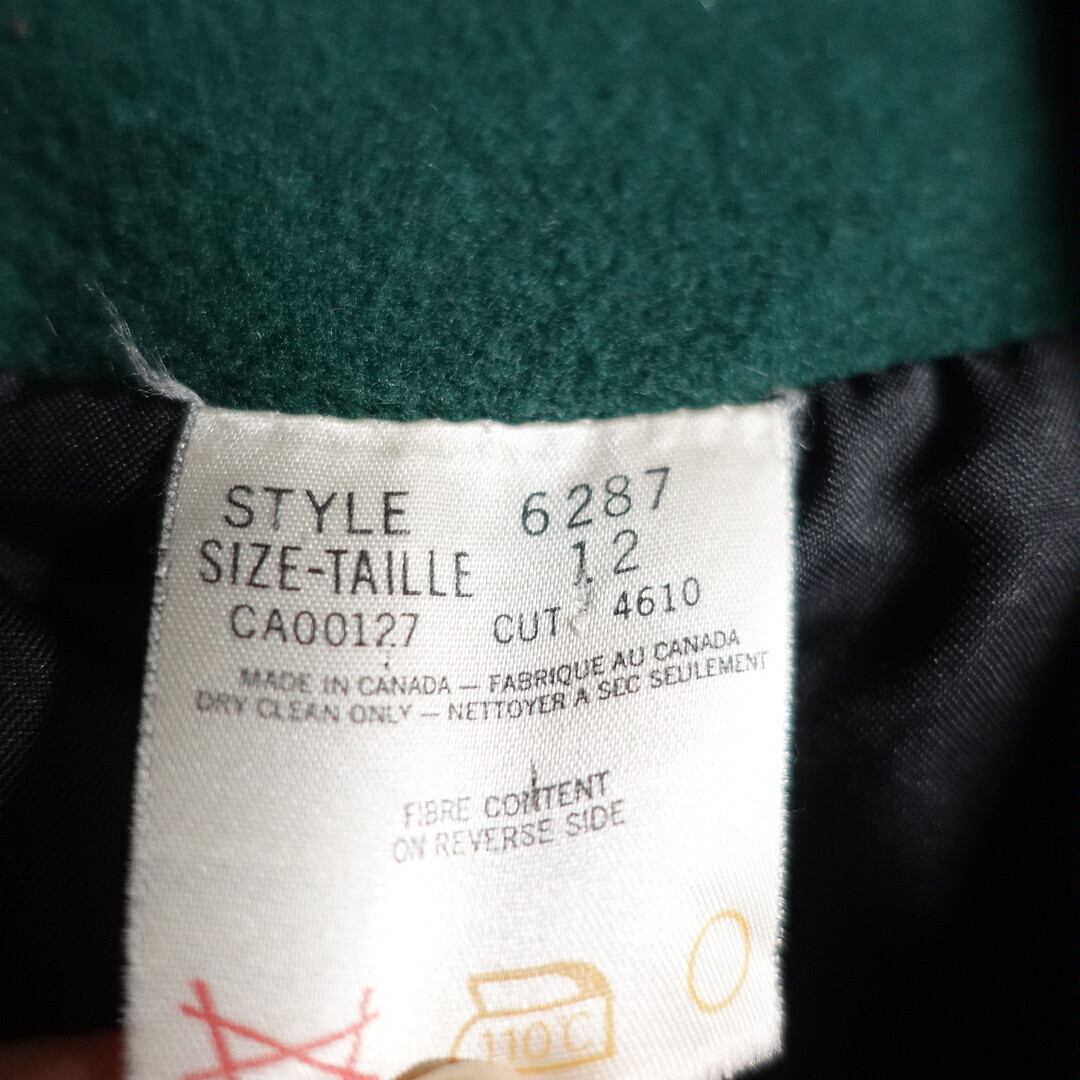 STYLE 6287
SIZE-TAILLE 12
CA00127 CUT 4610
MADE IN CANADA — FABRIQUE AU CANADA
DRY CLEAN ONLY — NETTOYER A SEC SEULEMENT
FIBRE CONTENT
ON REVERSE SIDE
110 C